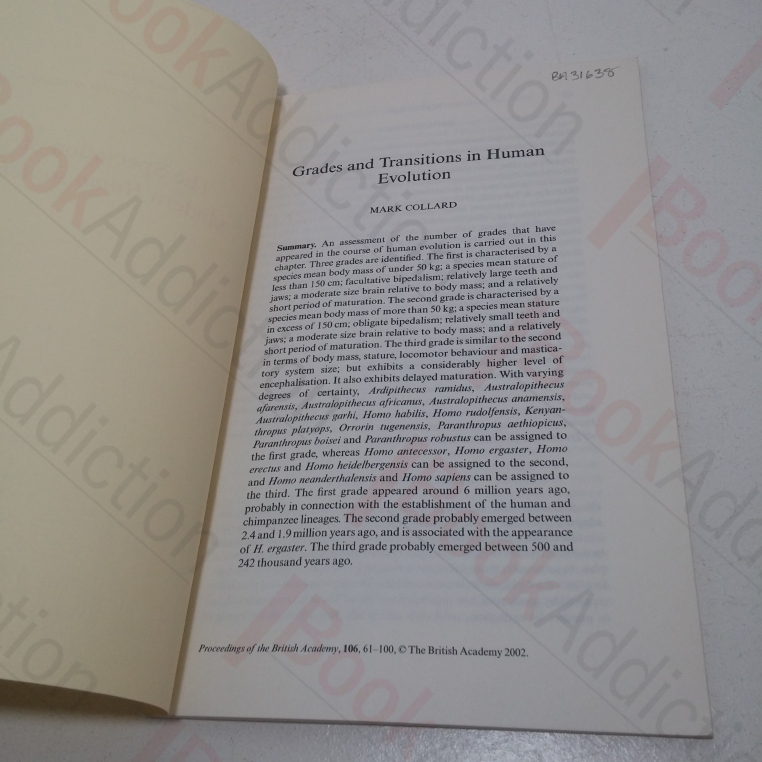 BA31638
Grades and Transitions in Human
Evolution
MARK COLLARD
Summary. An assessment of the number of grades that have
appeared in the course of human evolution is carried out in this
chapter. Three grades are identified. The first is characterised by a
species mean body mass of under 50 kg; a species mean stature of
less than 150 cm; facultative bipedalism; relatively large teeth and
jaws; a moderate size brain relative to body mass; and a relatively
short period of maturation. The second grade is characterised by a
species mean body mass of more than 50 kg; a species mean stature
in excess of 150 cm; obligate bipedalism; relatively small teeth and
jaws; a moderate size brain relative to body mass; and a relatively
short period of maturation. The third grade is similar to the second
in terms of body mass, stature, locomotor behaviour and mastica-
tory system size; but exhibits a considerably higher level of
encephalisation. It also exhibits delayed maturation. With varying
degrees of certainty, Ardipithecus ramidus, Australopithecus
afarensis, Australopithecus africanus, Australopithecus anamensis,
Australopithecus garhi, Homo habilis, Homo rudolfensis, Kenyan-
thropus platyops, Orrorin tugenensis, Paranthropus aethiopicus,
Paranthropus boisei and Paranthropus robustus can be assigned to
the first grade, whereas Homo antecessor, Homo ergaster, Homo
erectus and Homo heidelbergensis can be assigned to the second,
and Homo neanderthalensis and Homo sapiens can be assigned to
the third. The first grade appeared around 6 million years ago,
probably in connection with the establishment of the human and
chimpanzee lineages. The second grade probably emerged between
2.4 and 1.9 million years ago, and is associated with the appearance
of H. ergaster. The third grade probably emerged between 500 and
242 thousand years ago.
Proceedings of the British Academy, 106, 61–100, © The British Academy 2002.
BookAddiction
BookAddiction
BookAddiction
BookAddiction